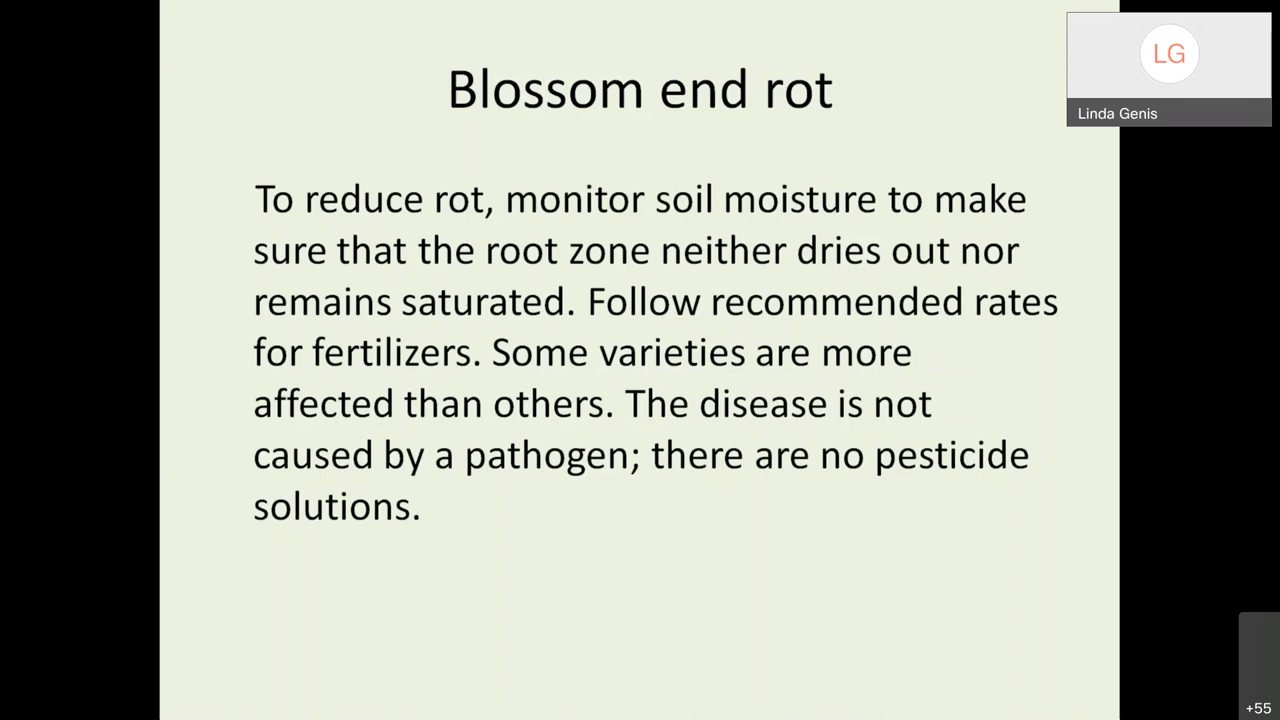 Blossom end rot
LG
Linda Genis
To reduce rot, monitor soil moisture to make
sure that the root zone neither dries out nor
remains saturated. Follow recommended rates
for fertilizers. Some varieties are more
affected than others. The disease is not
caused by a pathogen; there are no pesticide
solutions.
+55